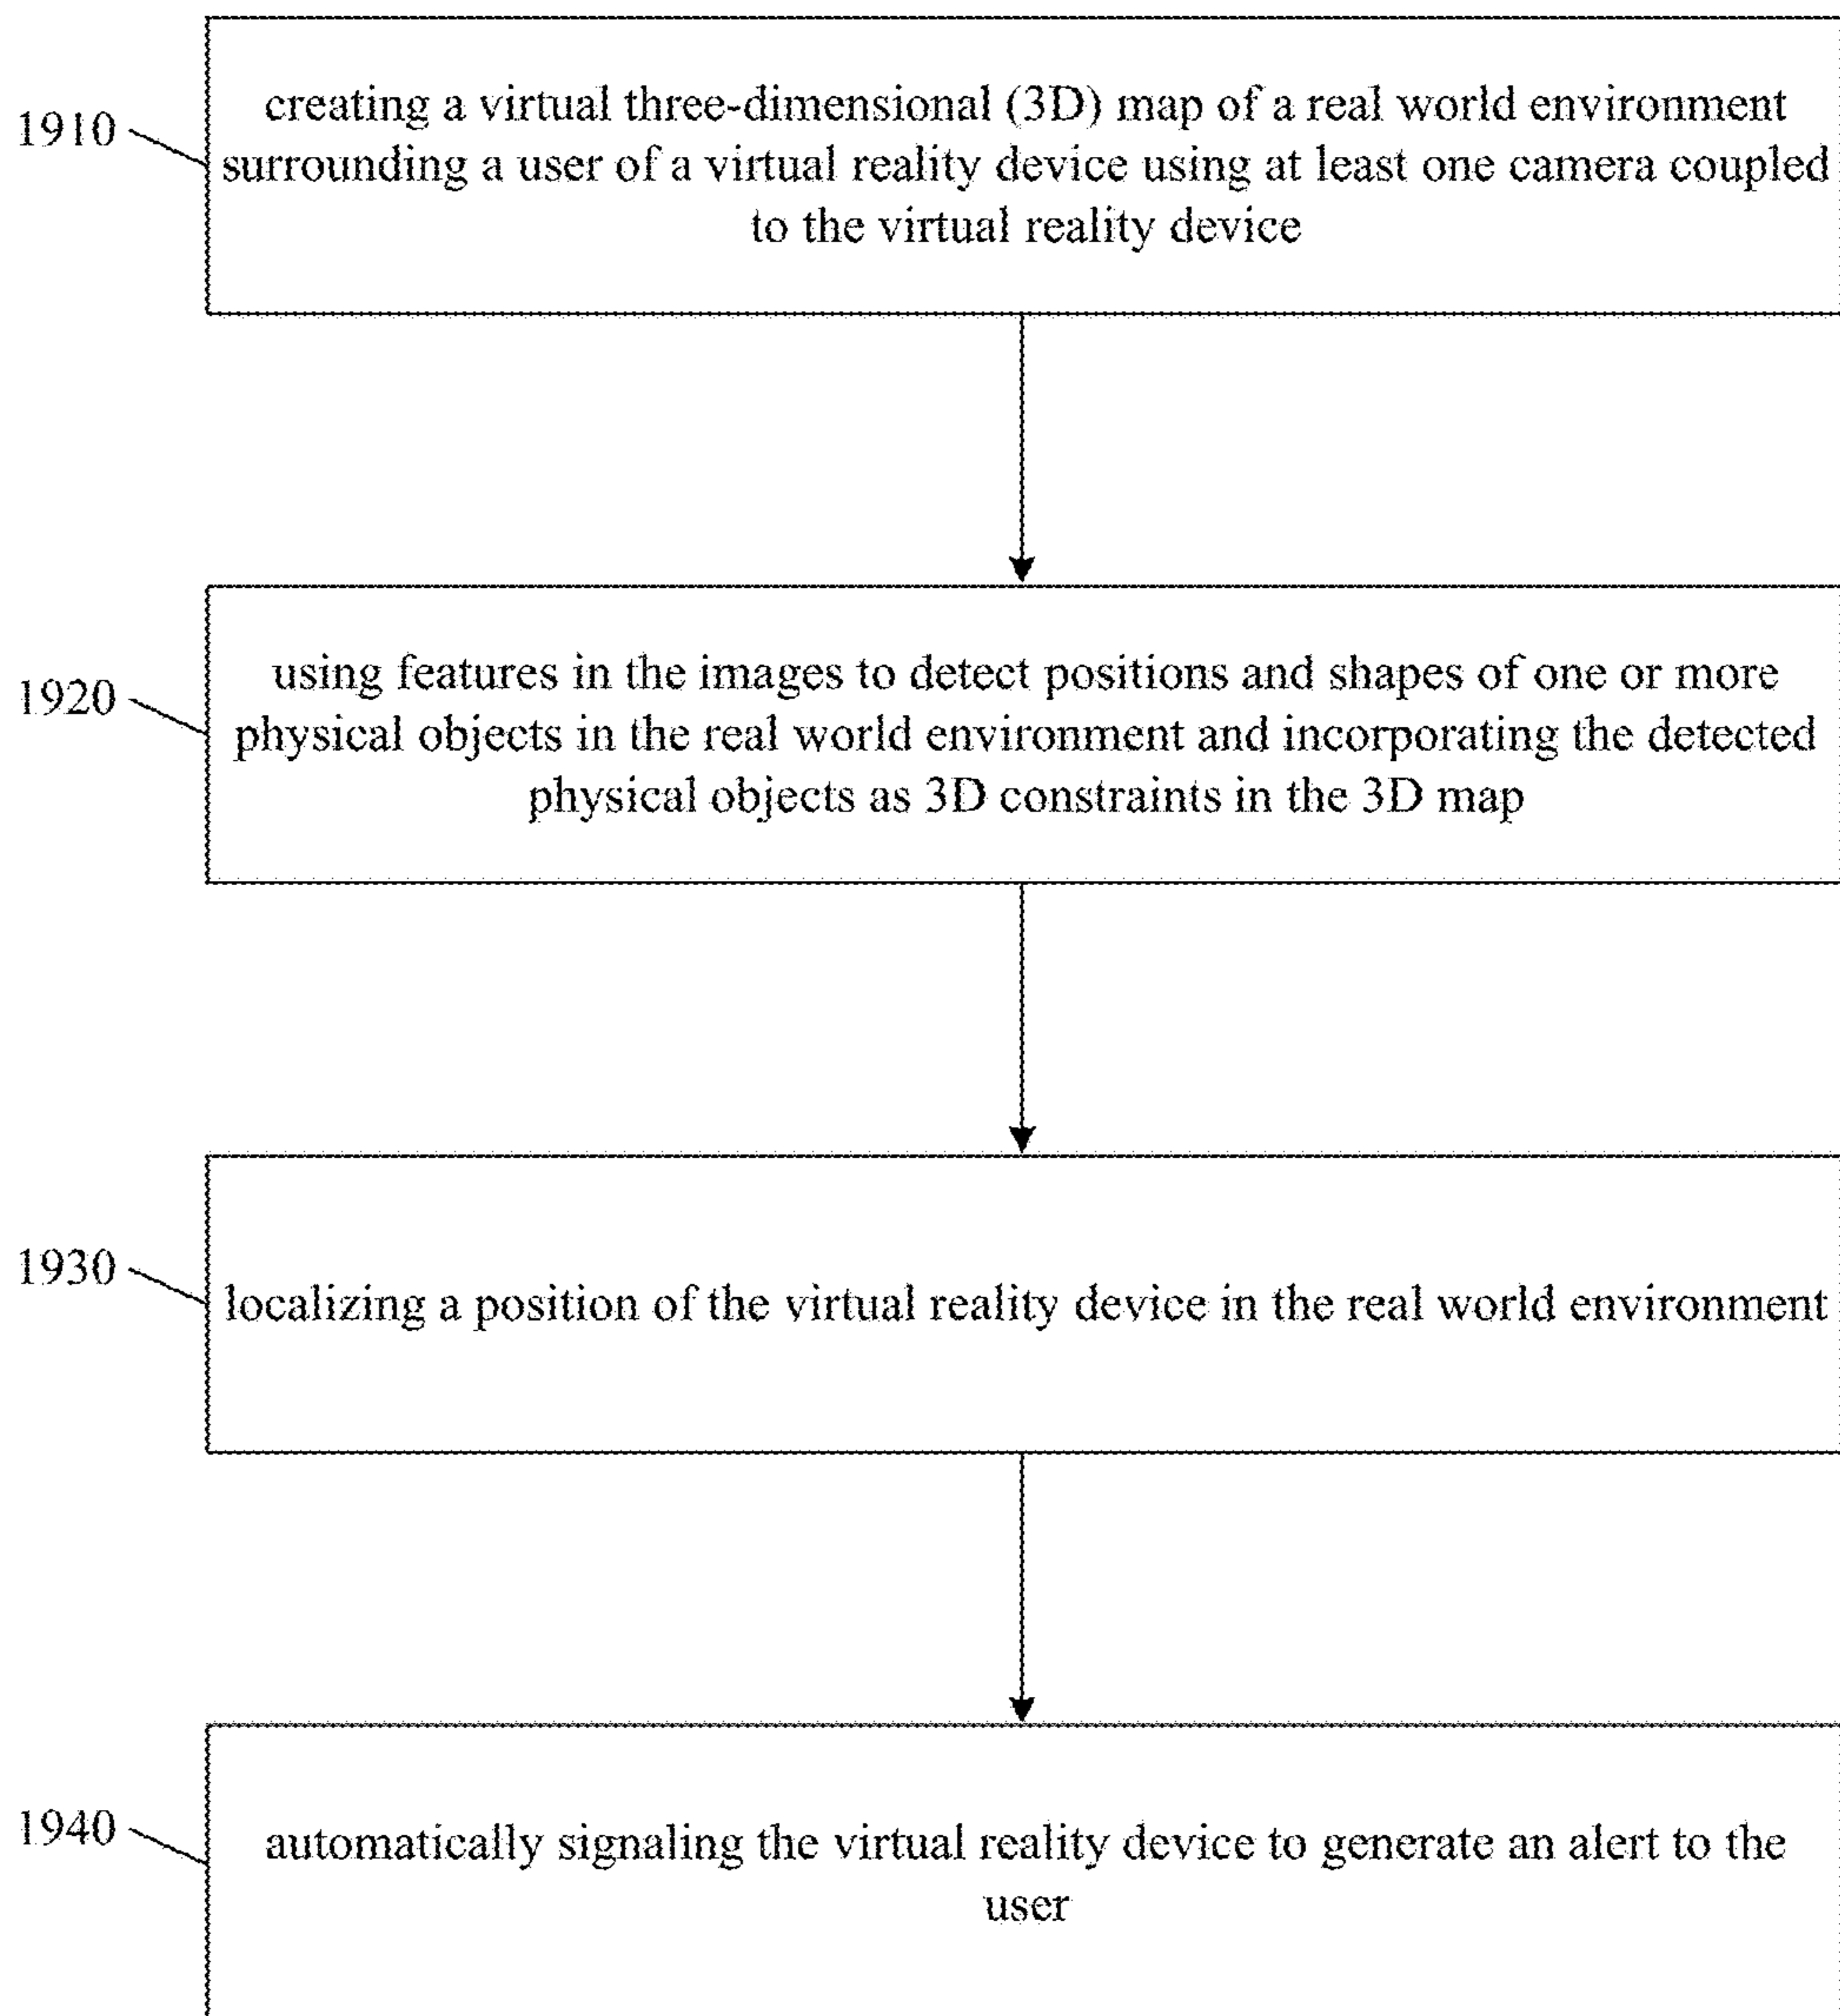 1910
creating a virtual three-dimensional (3D) map of a real world environment
surrounding a user of a virtual reality device using at least one camera coupled
to the virtual reality device
1920
using features in the images to detect positions and shapes of one or more
physical objects in the real world environment and incorporating the detected
physical objects as 3D constraints in the 3D map
1930
localizing a position of the virtual reality device in the real world environment
1940
automatically signaling the virtual reality device to generate an alert to the
user